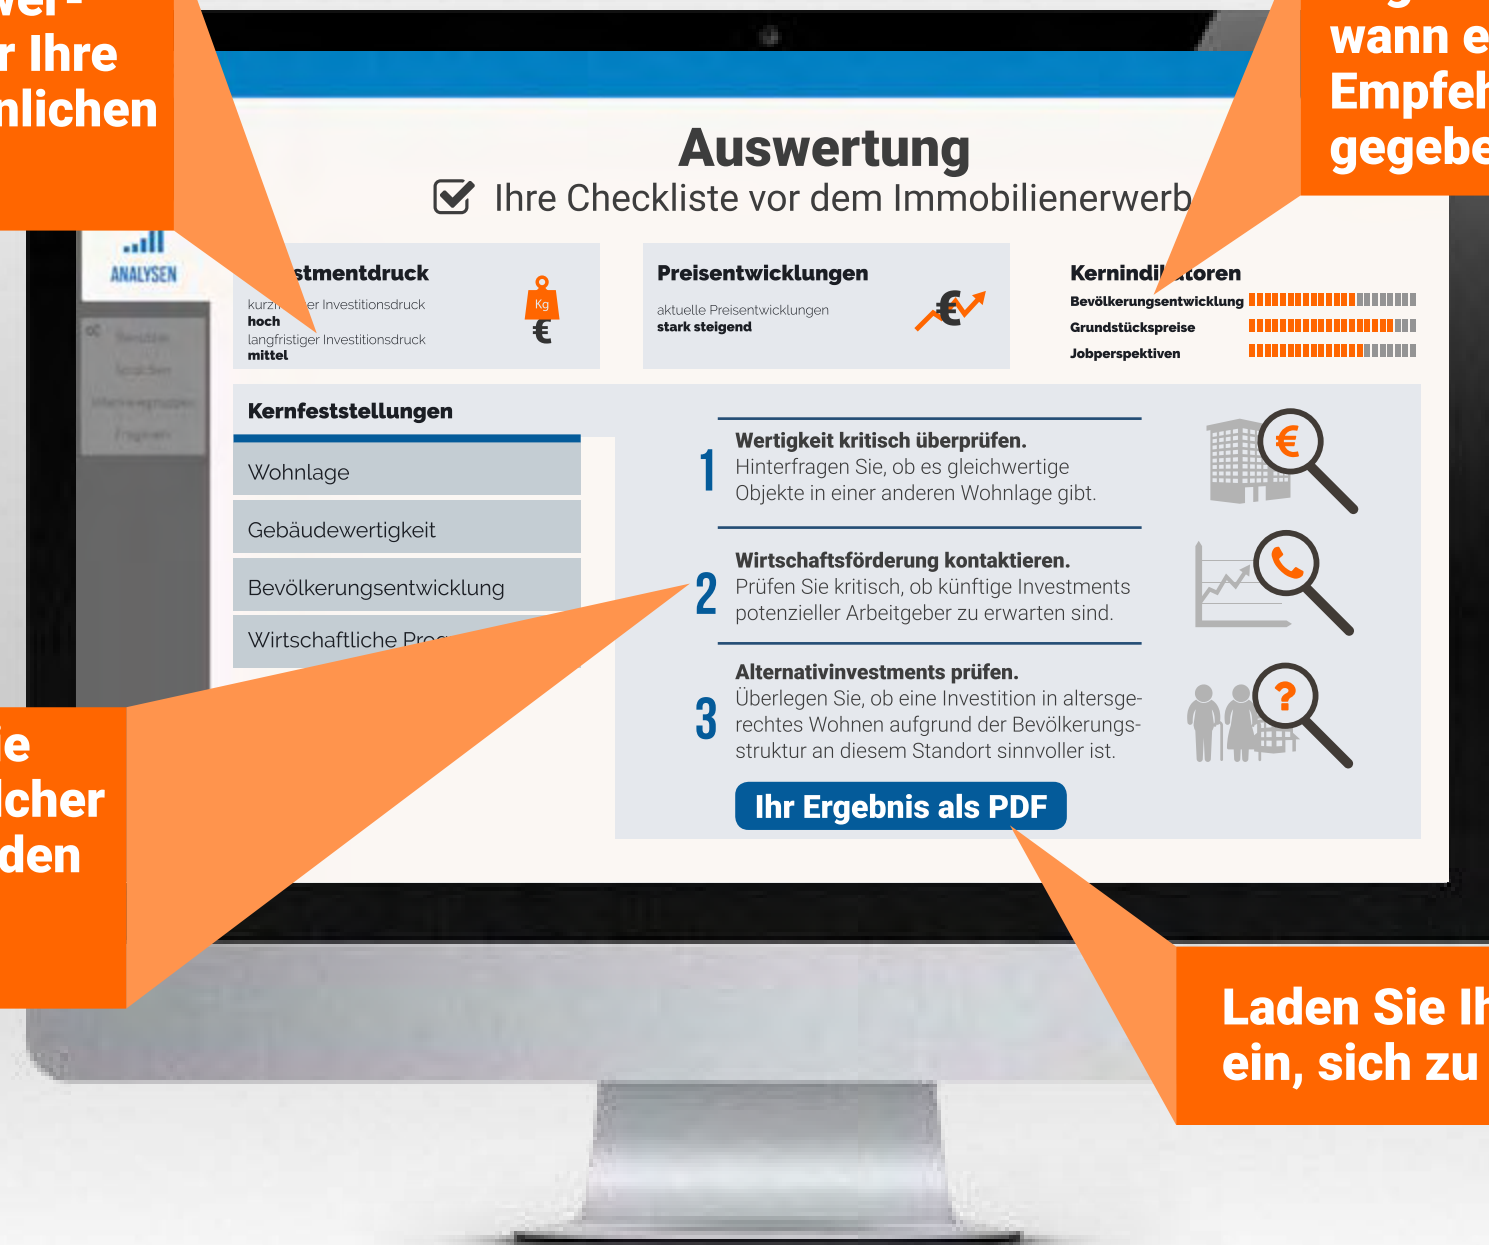 r Ihre
nlichen
wann e
Empfeh
gegebe
Auswertung
Ihre Checkliste vor dem Immobilienerwerb
ANALYSEN
stmentdruck
Investitionsdruck
hoch
langfristiger Investitionsdruck
mittel
Kg
€
Preisentwicklungen
aktuelle Preisentwicklungen
stark steigend
€
Kernindikatoren
Bevölkerungsentwicklung
Grundstückspreise
Jobperspektiven
Kernfeststellungen
Wohnlage
Gebäudewertigkeit
Bevölkerungsentwicklung
Wirtschaftliche
1
Wertigkeit kritisch überprüfen.
Hinterfragen Sie, ob es gleichwertige
Objekte in einer anderen Wohnlage gibt.
€
2
Wirtschaftsförderung kontaktieren.
Prüfen Sie kritisch, ob künftige Investments
potenzieller Arbeitgeber zu erwarten sind.
3
Alternativinvestments prüfen.
Überlegen Sie, ob eine Investition in altersge-
rechtes Wohnen aufgrund der Bevölkerungs-
struktur an diesem Standort sinnvoller ist.
?
Ihr Ergebnis als PDF
ie
lcher
den
Laden Sie Ih
ein, sich zu